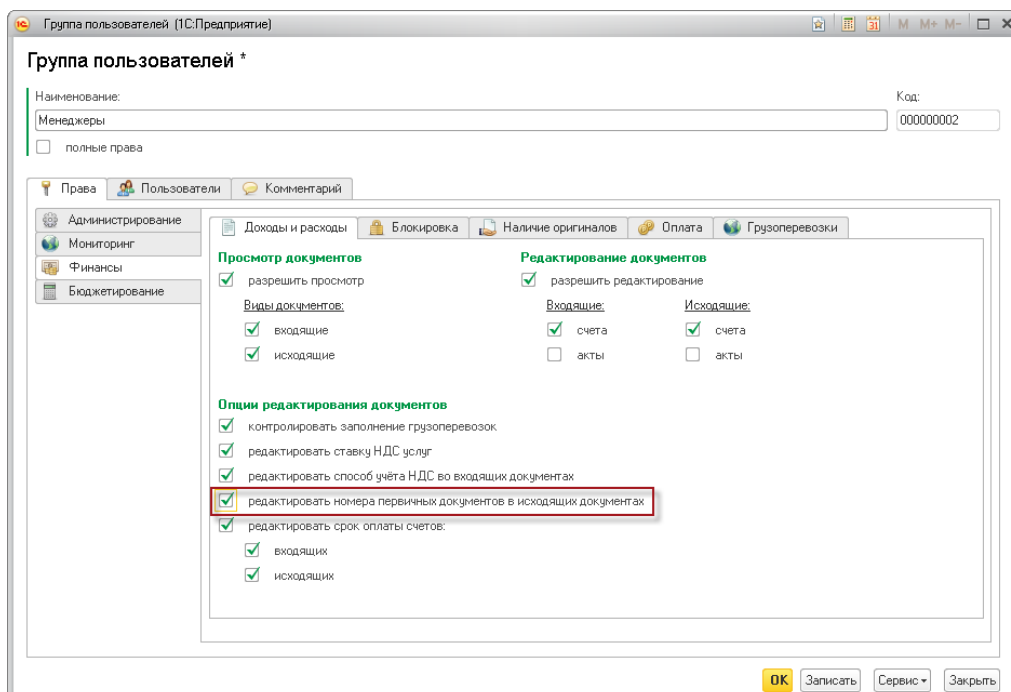 Группа пользователей (1С:Предприятие)
31 M M+ M-
Группа пользователей *
Наименование: Код:
Менеджеры 000000002
полные права
Права Пользователи Комментарий
Администрирование
Мониторинг
Финансы
Бюджетирование
Доходы и расходы Блокировка Наличие оригиналов Оплата Грузоперевозки
Просмотр документов Редактирование документов
разрешить просмотр разрешить редактирование
Виды документов: Входящие: Исходящие:
входящие счета счета
исходящие акты акты
Опции редактирования документов
контролировать заполнение грузоперевозок
редактировать ставку НДС услуг
редактировать способ учёта НДС во входящих документах
редактировать номера первичных документов в исходящих документах
редактировать срок оплаты счетов:
входящих
исходящих
OK Записать Сервис Закрыть